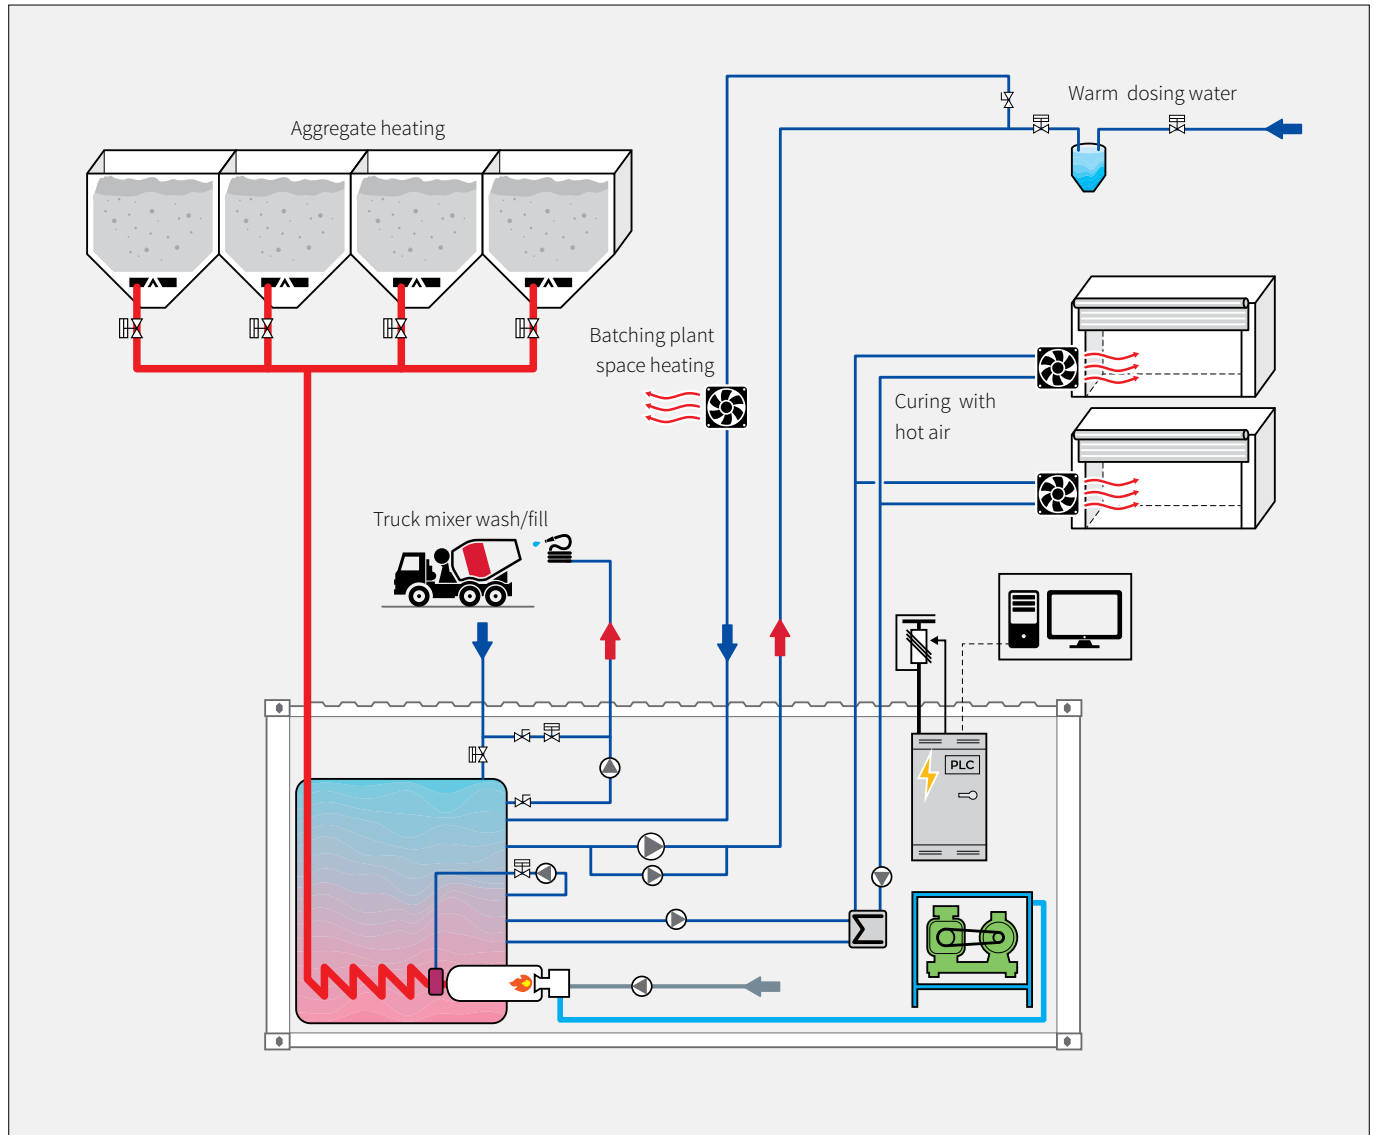 Warm dosing water
Aggregate heating
Batching plant
space heating
Curing with
hot air
Truck mixer wash/fill
PLC